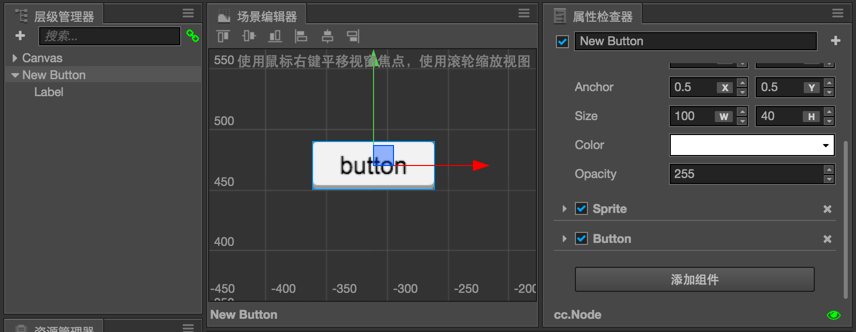 层级管理器
搜索...
Canvas
New Button
Label
资源管理器
场景编辑器
使用鼠标右键平移视窗焦点，使用滚轮缩放视图
550
500
450
400
350
-450
-350
-300
-250
-200
button
New Button
属性检查器
New Button
Anchor
0.5 X
0.5 Y
Size
100 W
40 H
Color
Opacity
255
Sprite
Button
添加组件
cc.Node